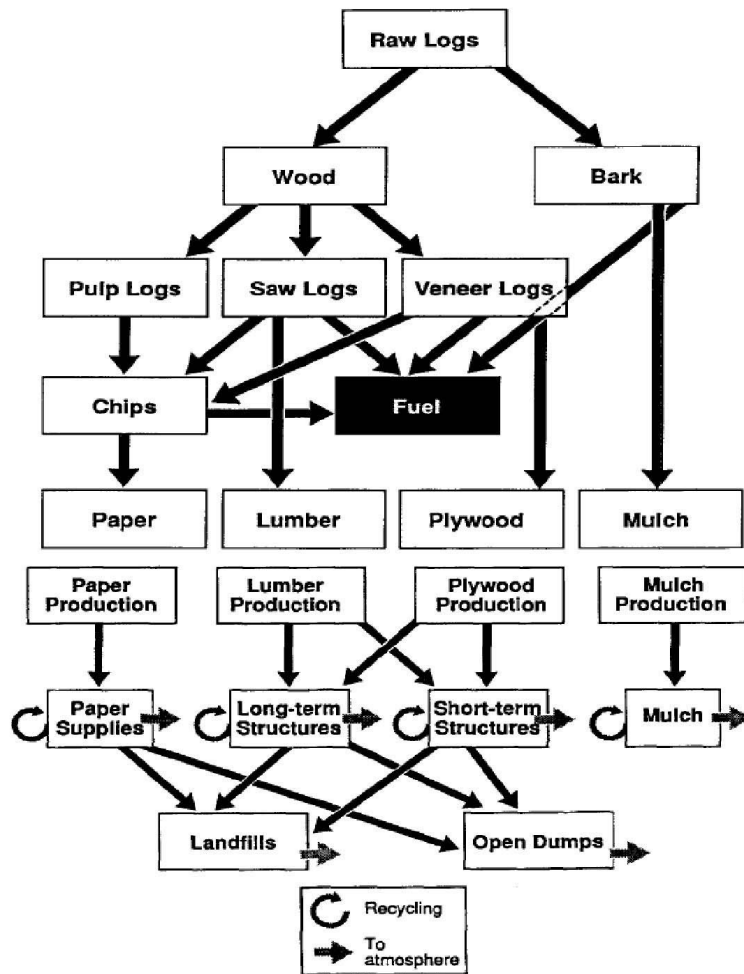 Raw Logs
Wood
Bark
Pulp Logs
Saw Logs
Veneer Logs
Chips
Fuel
Paper
Lumber
Plywood
Mulch
Paper
Production
Lumber
Production
Plywood
Production
Mulch
Production
Paper
Supplies
Long-term
Structures
Short-term
Structures
Mulch
Landfills
Open Dumps
Recycling
To
atmosphere